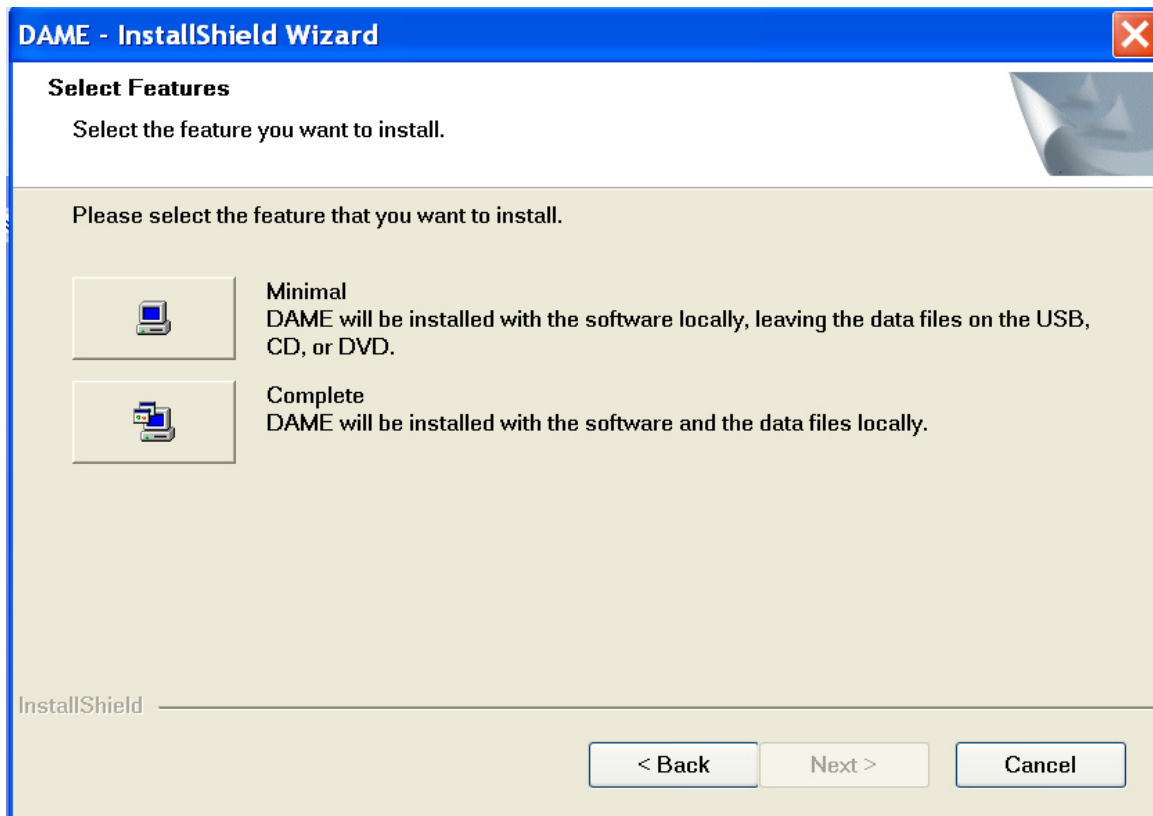 DAME - InstallShield Wizard
Select Features
Select the feature you want to install.
Please select the feature that you want to install.
Minimal
DAME will be installed with the software locally, leaving the data files on the USB,
CD, or DVD.
Complete
DAME will be installed with the software and the data files locally.
InstallShield
< Back
Next >
Cancel